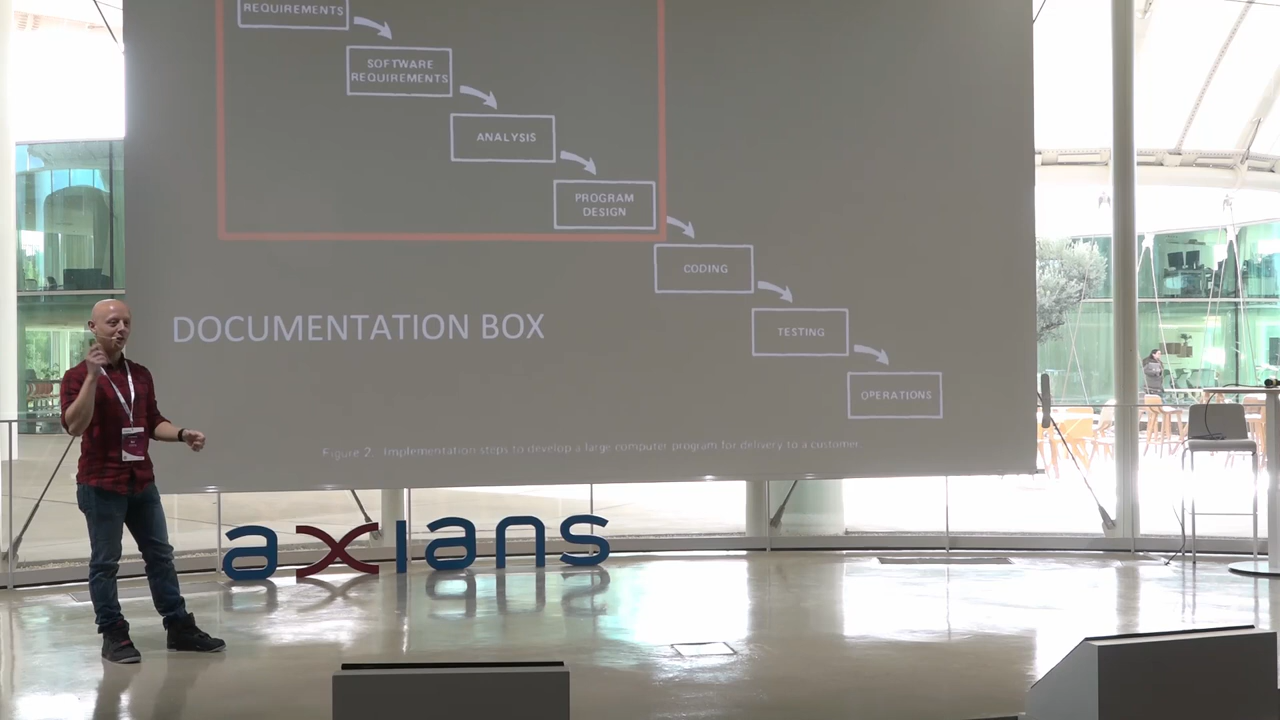 REQUIREMENTS
SOFTWARE
REQUIREMENTS
ANALYSIS
PROGRAM
DESIGN
CODING
TESTING
OPERATIONS
DOCUMENTATION BOX
Figure 2. Implementation steps to develop a large computer program for delivery to a customer.
axians